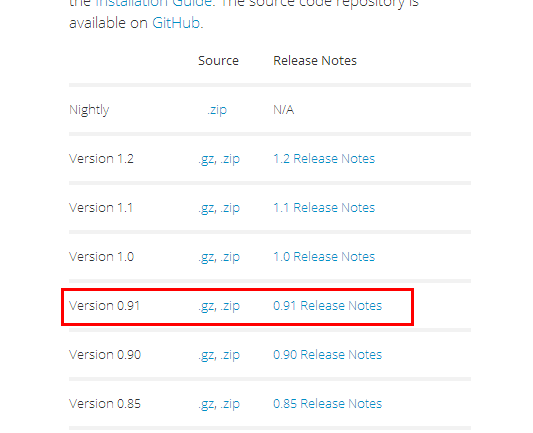 the Installation Guide. The source code repository is
available on GitHub.
Source Release Notes
Nightly .zip N/A
Version 1.2 .gz, .zip 1.2 Release Notes
Version 1.1 .gz, .zip 1.1 Release Notes
Version 1.0 .gz, .zip 1.0 Release Notes
Version 0.91 .gz, .zip 0.91 Release Notes
Version 0.90 .gz, .zip 0.90 Release Notes
Version 0.85 .gz, .zip 0.85 Release Notes